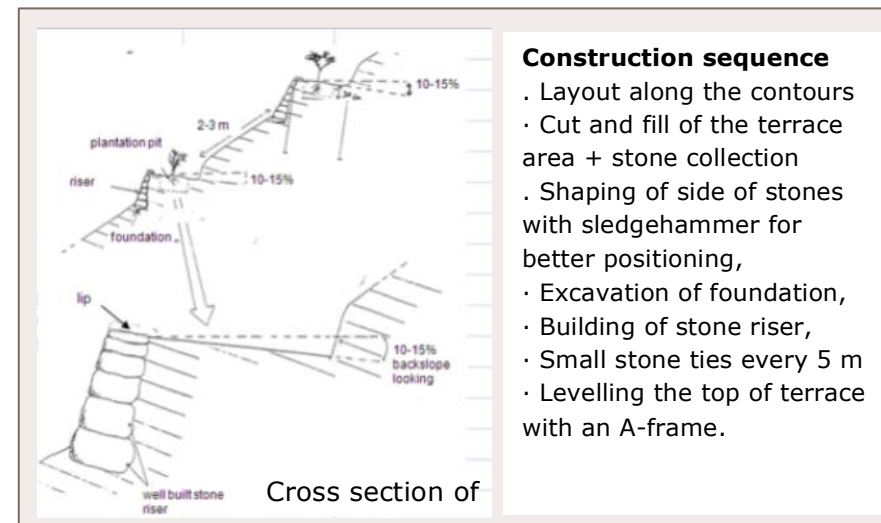 10-15%
2-3 m
plantation pit
riser
10-15%
foundation
lip
10-15%
backslope
looking
well built stone
riser
Cross section of
Construction sequence
. Layout along the contours
· Cut and fill of the terrace
area + stone collection
. Shaping of side of stones
with sledgehammer for
better positioning,
· Excavation of foundation,
· Building of stone riser,
· Small stone ties every 5 m
· Levelling the top of terrace
with an A-frame.